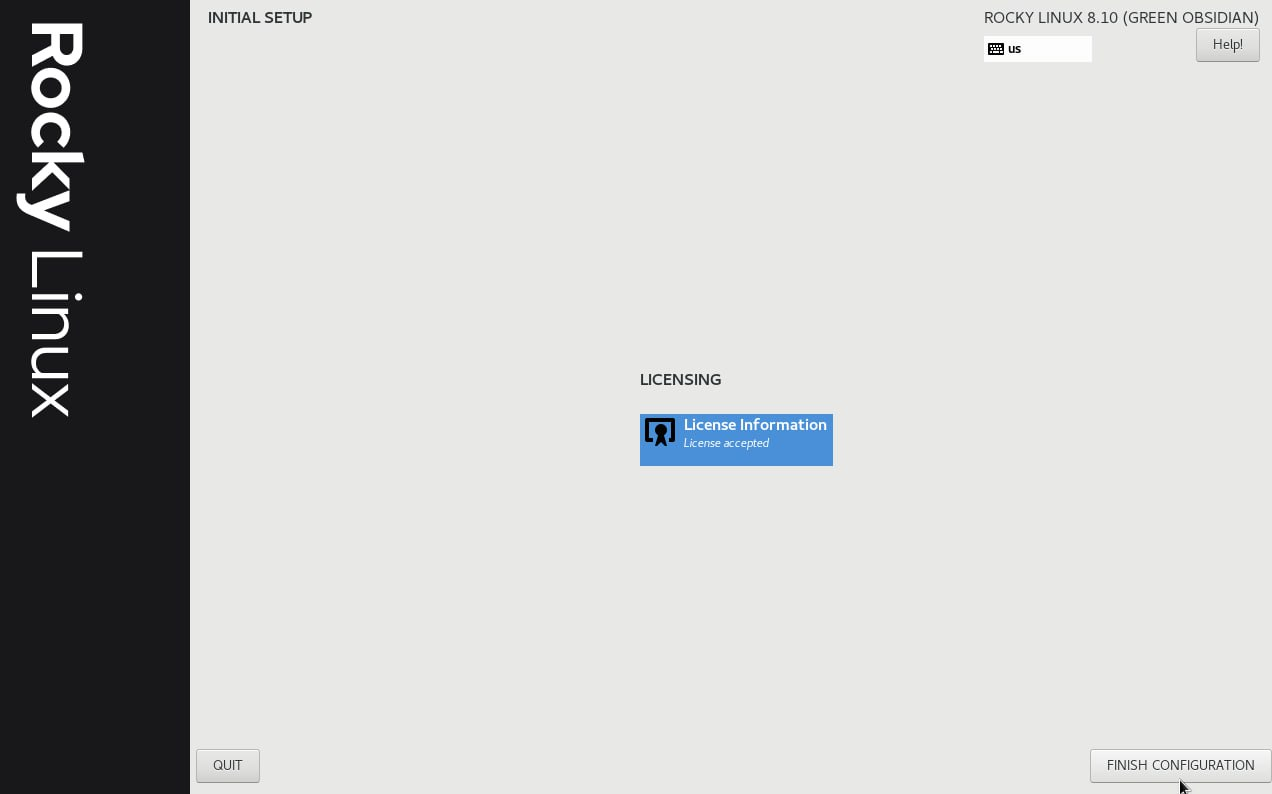 Rocky Linux
INITIAL SETUP
ROCKY LINUX 8.10 (GREEN OBSIDIAN)
us
Help!
LICENSING
License Information
License accepted
QUIT
FINISH CONFIGURATION